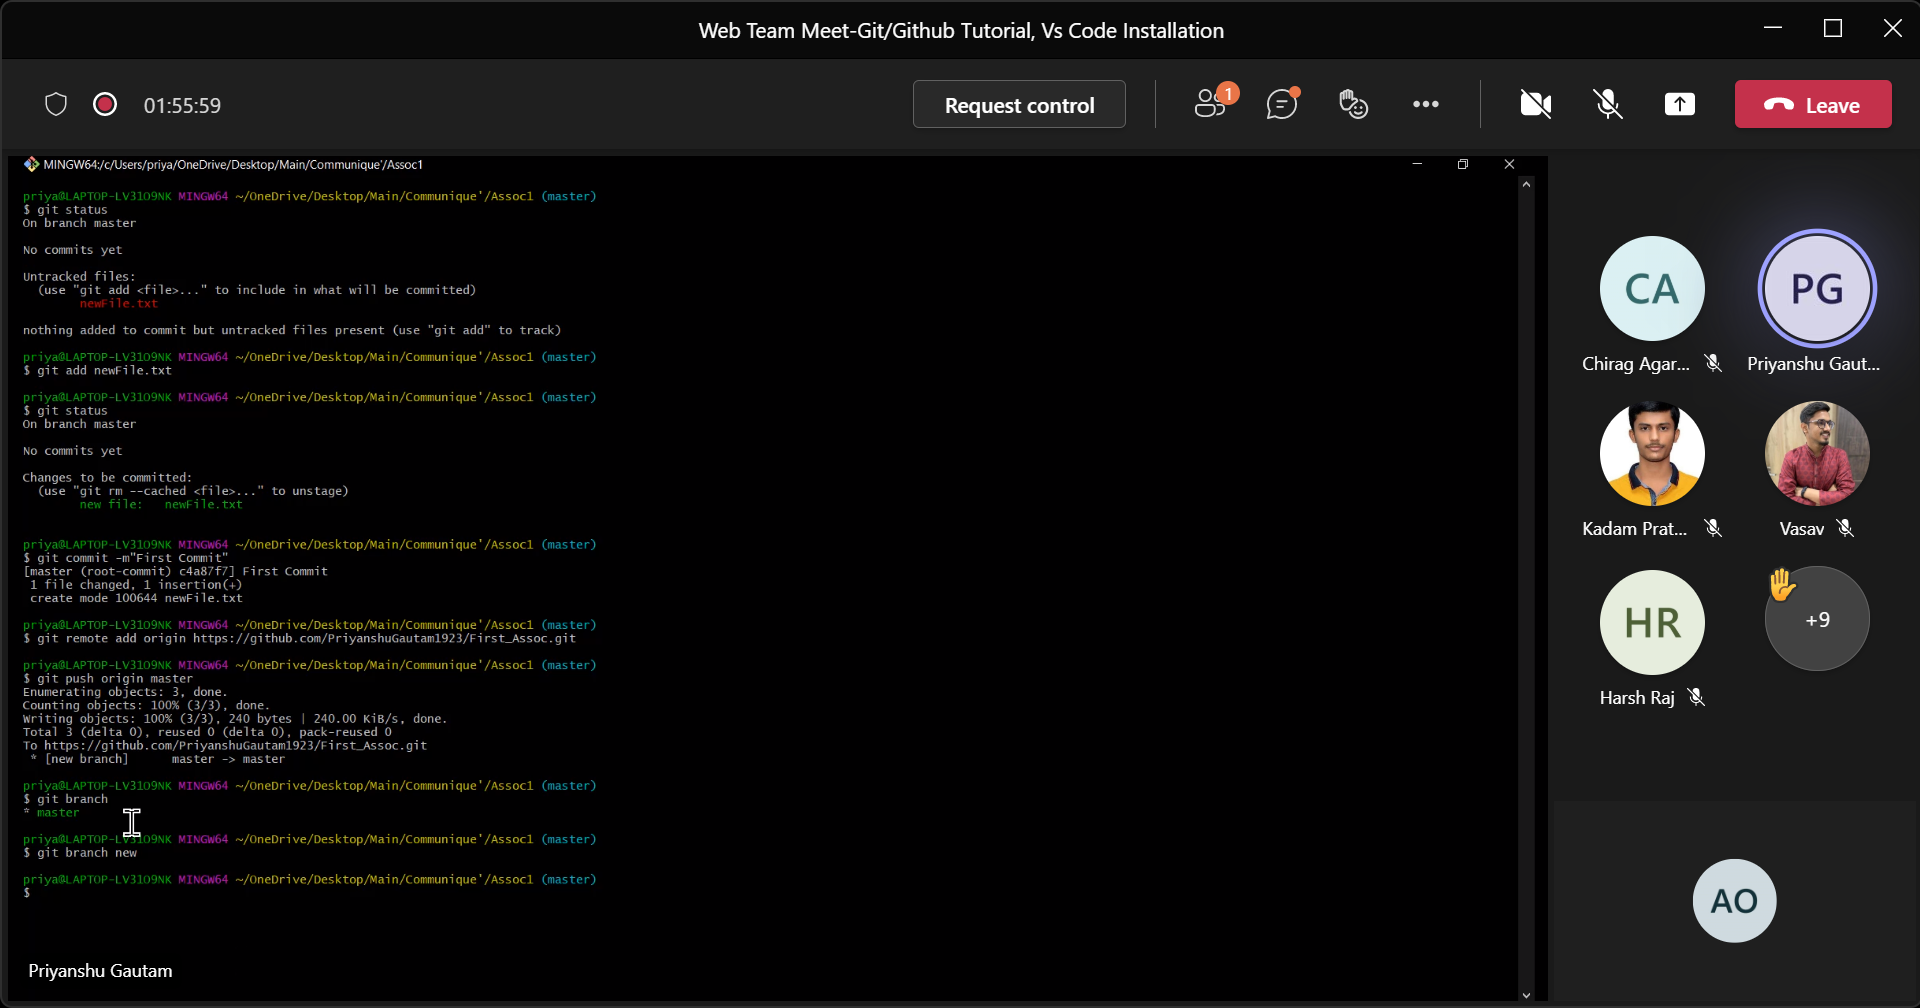 Web Team Meet-Git/Github Tutorial, Vs Code Installation
01:55:59
Request control
1
Leave
MINGW64:/c/Users/priya/OneDrive/Desktop/Main/Communique'/Assoc1
priya@LAPTOP-LV31O9NK MINGW64 ~/OneDrive/Desktop/Main/Communique'/Assoc1 (master)
$ git status
On branch master
No commits yet
Untracked files:
(use "git add <file>..." to include in what will be committed)
newFile.txt
nothing added to commit but untracked files present (use "git add" to track)
priya@LAPTOP-LV31O9NK MINGW64 ~/OneDrive/Desktop/Main/Communique'/Assoc1 (master)
$ git add newFile.txt
priya@LAPTOP-LV31O9NK MINGW64 ~/OneDrive/Desktop/Main/Communique'/Assoc1 (master)
$ git status
On branch master
No commits yet
Changes to be committed:
(use "git rm --cached <file>..." to unstage)
new file:   newFile.txt
priya@LAPTOP-LV31O9NK MINGW64 ~/OneDrive/Desktop/Main/Communique'/Assoc1 (master)
$ git commit -m"First Commit"
[master (root-commit) c4a87f7] First Commit
1 file changed, 1 insertion(+)
create mode 100644 newFile.txt
priya@LAPTOP-LV31O9NK MINGW64 ~/OneDrive/Desktop/Main/Communique'/Assoc1 (master)
$ git remote add origin https://github.com/PriyanshuGautam1923/First_Assoc.git
priya@LAPTOP-LV31O9NK MINGW64 ~/OneDrive/Desktop/Main/Communique'/Assoc1 (master)
$ git push origin master
Enumerating objects: 3, done.
Counting objects: 100% (3/3), done.
Writing objects: 100% (3/3), 240 bytes | 240.00 KiB/s, done.
Total 3 (delta 0), reused 0 (delta 0), pack-reused 0
To https://github.com/PriyanshuGautam1923/First_Assoc.git
* [new branch]      master -> master
priya@LAPTOP-LV31O9NK MINGW64 ~/OneDrive/Desktop/Main/Communique'/Assoc1 (master)
$ git branch
* master
priya@LAPTOP-LV31O9NK MINGW64 ~/OneDrive/Desktop/Main/Communique'/Assoc1 (master)
$ git branch new
priya@LAPTOP-LV31O9NK MINGW64 ~/OneDrive/Desktop/Main/Communique'/Assoc1 (master)
$
Priyanshu Gautam
CA
PG
Chirag Agar...
Priyanshu Gaut...
Kadam Prat...
Vasav
HR
+9
Harsh Raj
AO